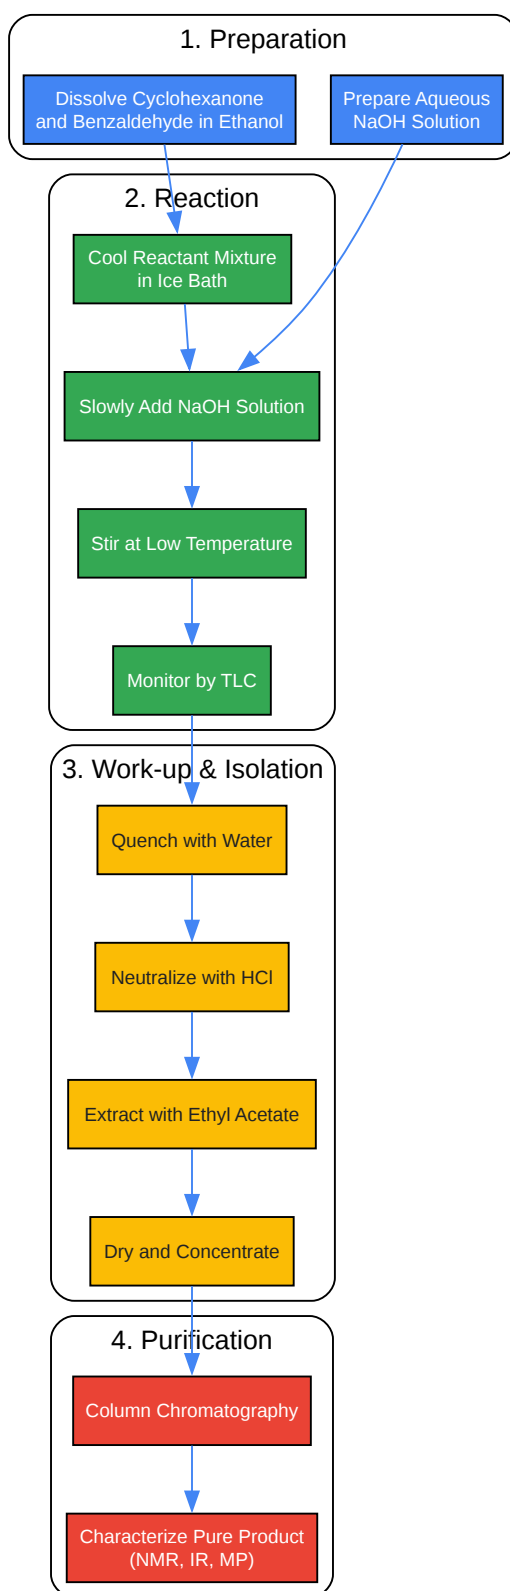 1. Preparation
Dissolve Cyclohexanone
and Benzaldehyde in Ethanol
Prepare Aqueous
NaOH Solution
2. Reaction
Cool Reactant Mixture
in Ice Bath
Slowly Add NaOH Solution
Stir at Low Temperature
Monitor by TLC
3. Work-up & Isolation
Quench with Water
Neutralize with HCl
Extract with Ethyl Acetate
Dry and Concentrate
4. Purification
Column Chromatography
Characterize Pure Product
(NMR, IR, MP)